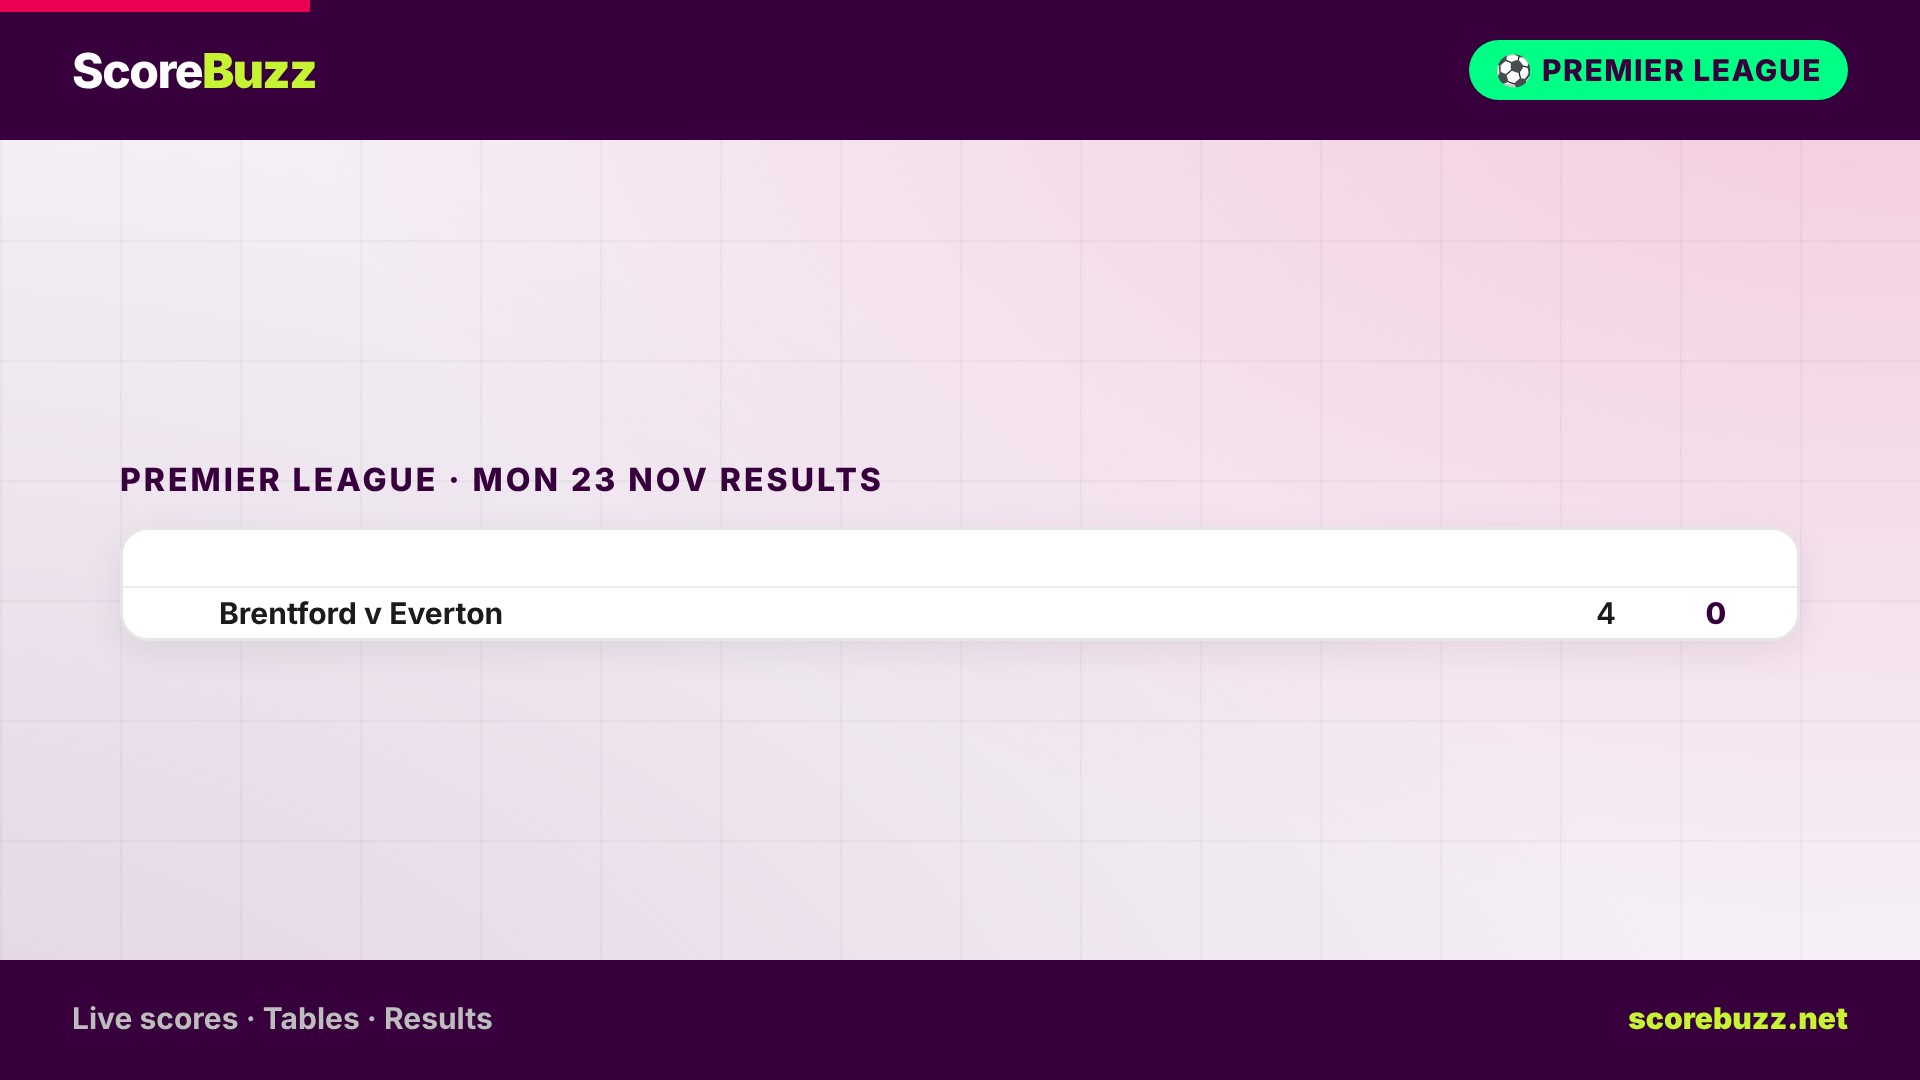 ScoreBuzz
⚽ PREMIER LEAGUE
PREMIER LEAGUE · MON 23 NOV RESULTS
Brentford v Everton 4 0
Live scores · Tables · Results
scorebuzz.net